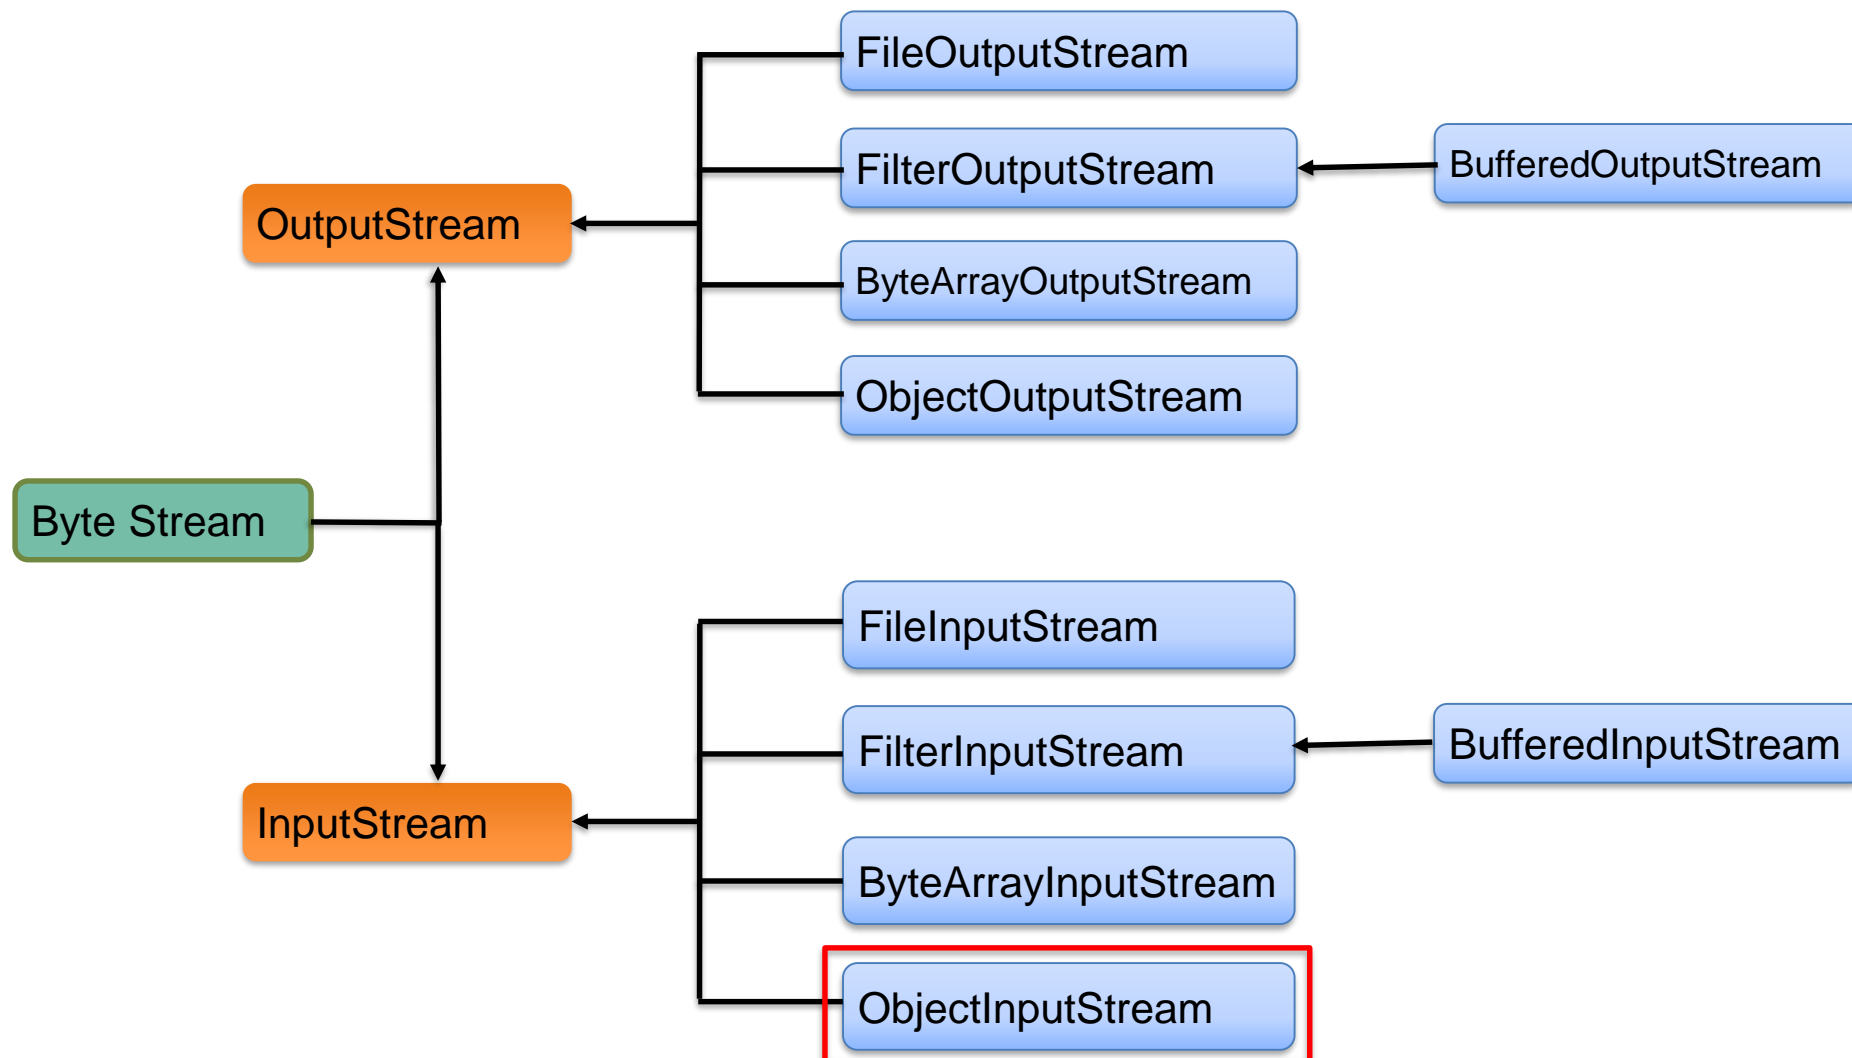 FileOutputStream
FilterOutputStream
BufferedOutputStream
OutputStream
ByteArrayOutputStream
ObjectOutputStream
Byte Stream
FileInputStream
FilterInputStream
BufferedInputStream
InputStream
ByteArrayInputStream
ObjectInputStream